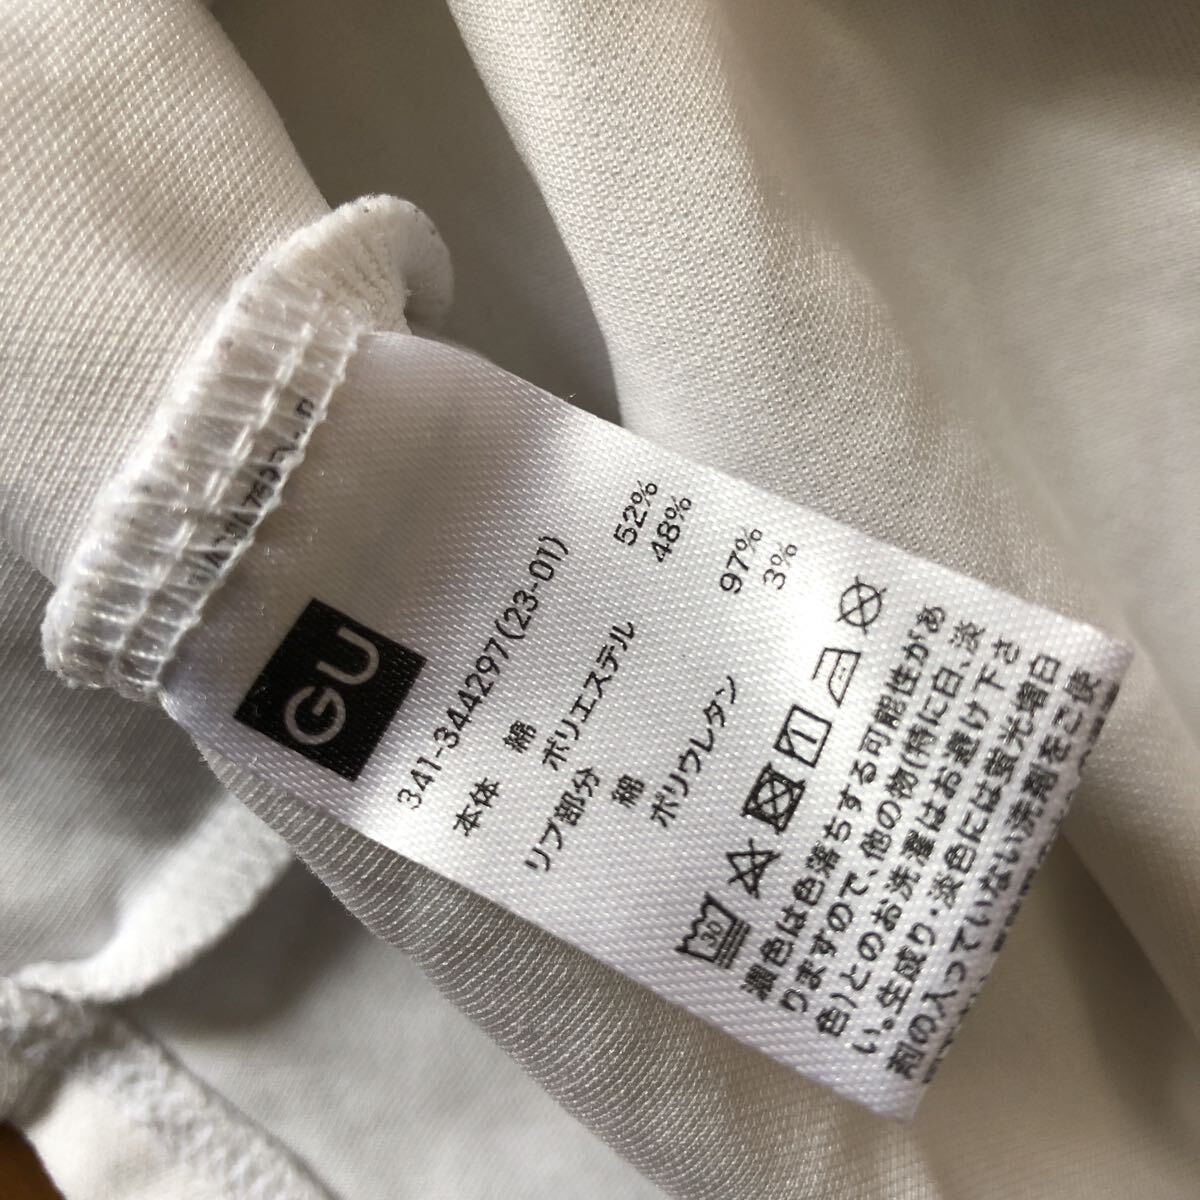 GU
341-344297(23-01)
本体 綿 52%
ポリエステル 48%
リブ部分
綿 97%
ポリウレタン 3%
30
濃色は色落ちする可能性があ
りますので、他の物(特に白、淡
色)とのお洗濯はお避け下さ
い。生成り・淡色には蛍光増白
剤の入っていない洗剤をご使